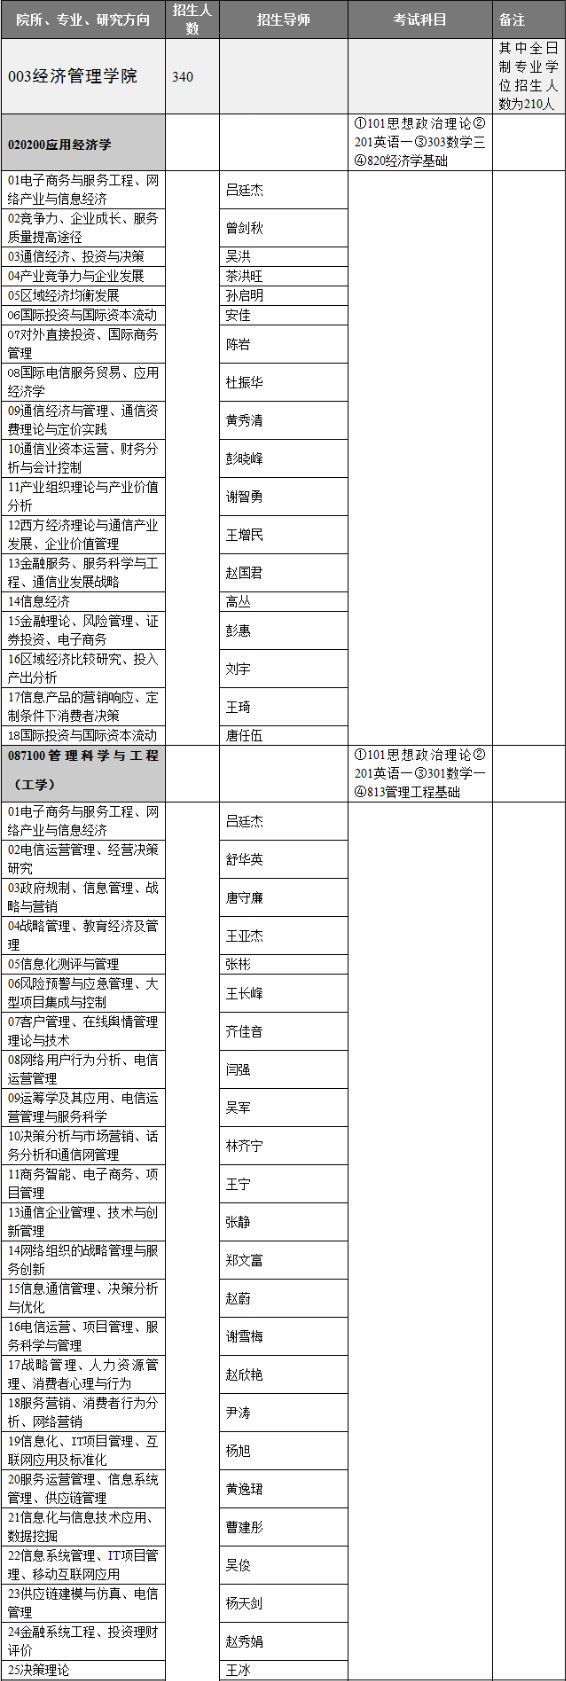 院所、专业、研究方向
招生人
数
招生导师
考试科目
备注
003经济管理学院
340
其中全日
制专业学
位招生人
数为210人
020200应用经济学
①101思想政治理论②
201英语一③303数学三
④820经济学基础
01电子商务与服务工程、网
络产业与信息经济
吕廷杰
02竞争力、企业成长、服务
质量提高途径
曾剑秋
03通信经济、投资与决策
吴洪
04产业竞争力与企业发展
茶洪旺
05区域经济均衡发展
孙启明
06国际投资与国际资本流动
安佳
07对外直接投资、国际商务
管理
陈岩
08国际电信服务贸易、应用
经济学
杜振华
09通信经济与管理、通信资
费理论与定价实践
黄秀清
10通信业资本运营、财务分
析与会计控制
彭晓峰
11产业组织理论与产业价值
分析
谢智勇
12西方经济理论与通信产业
发展、企业价值管理
王增民
13金融服务、服务科学与工
程、通信业发展战略
赵国君
14信息经济
高丛
15金融理论、风险管理、证
券投资、电子商务
彭惠
16区域经济比较研究、投入
产出分析
刘宇
17信息产品的营销响应、定
制条件下消费者决策
王琦
18国际投资与国际资本流动
唐任伍
087100管理科学与工程
（工学）
①101思想政治理论②
201英语一③301数学一
④813管理工程基础
01电子商务与服务工程、网
络产业与信息经济
吕廷杰
02电信运营管理、经营决策
研究
舒华英
03政府规制、信息管理、战
略与营销
唐守廉
04战略管理、教育经济及管
理
王亚杰
05信息化测评与管理
张彬
06风险预警与应急管理、大
型项目集成与控制
王长峰
07客户管理、在线舆情管理
理论与技术
齐佳音
08网络用户行为分析、电信
运营管理
闫强
09运筹学及其应用、电信运
营管理与服务科学
吴军
10决策分析与市场营销、话
务分析和通信网管理
林齐宁
11商务智能、电子商务、项
目管理
王宁
13通信企业管理、技术与创
新管理
张静
14网络组织的战略管理与服
务创新
郑文富
15信息通信管理、决策分析
与优化
赵蔚
16电信运营、项目管理、服
务科学与管理
谢雪梅
17战略管理、人力资源管
理、消费者心理与行为
赵欣艳
18服务营销、消费者行为分
析、网络营销
尹涛
19信息化、IT项目管理、互
联网应用及标准化
杨旭
20服务运营管理、信息系统
管理、供应链管理
黄逸珺
21信息化与信息技术应用、
数据挖掘
曹建彤
22信息系统管理、IT项目管
理、移动互联网应用
吴俊
23供应链建模与仿真、电信
管理
杨天剑
24金融系统工程、投资理财
评价
赵秀娟
25决策理论
王冰